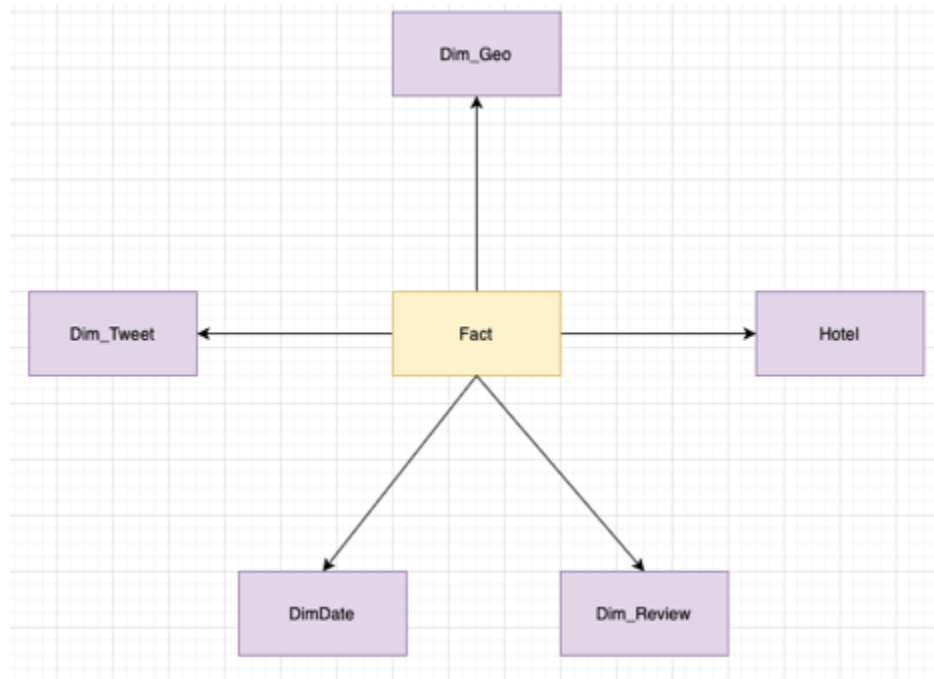 Dim_Geo
Dim_Tweet
Fact
Hotel
DimDate
Dim_Review